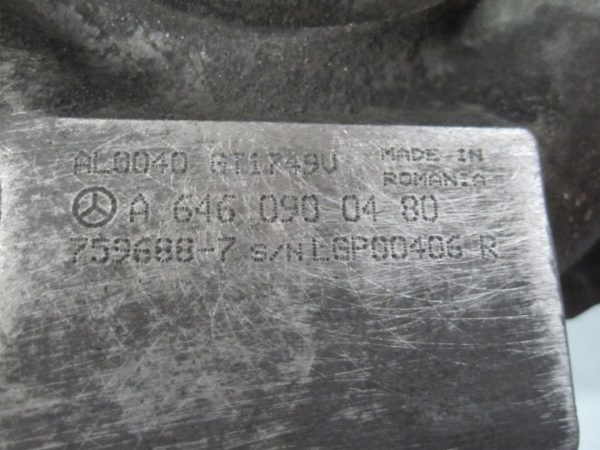 AL0040 GT1749V MADE IN
ROMANIA
A 646 090 04 80
759688-7 S/N LGP00406 R